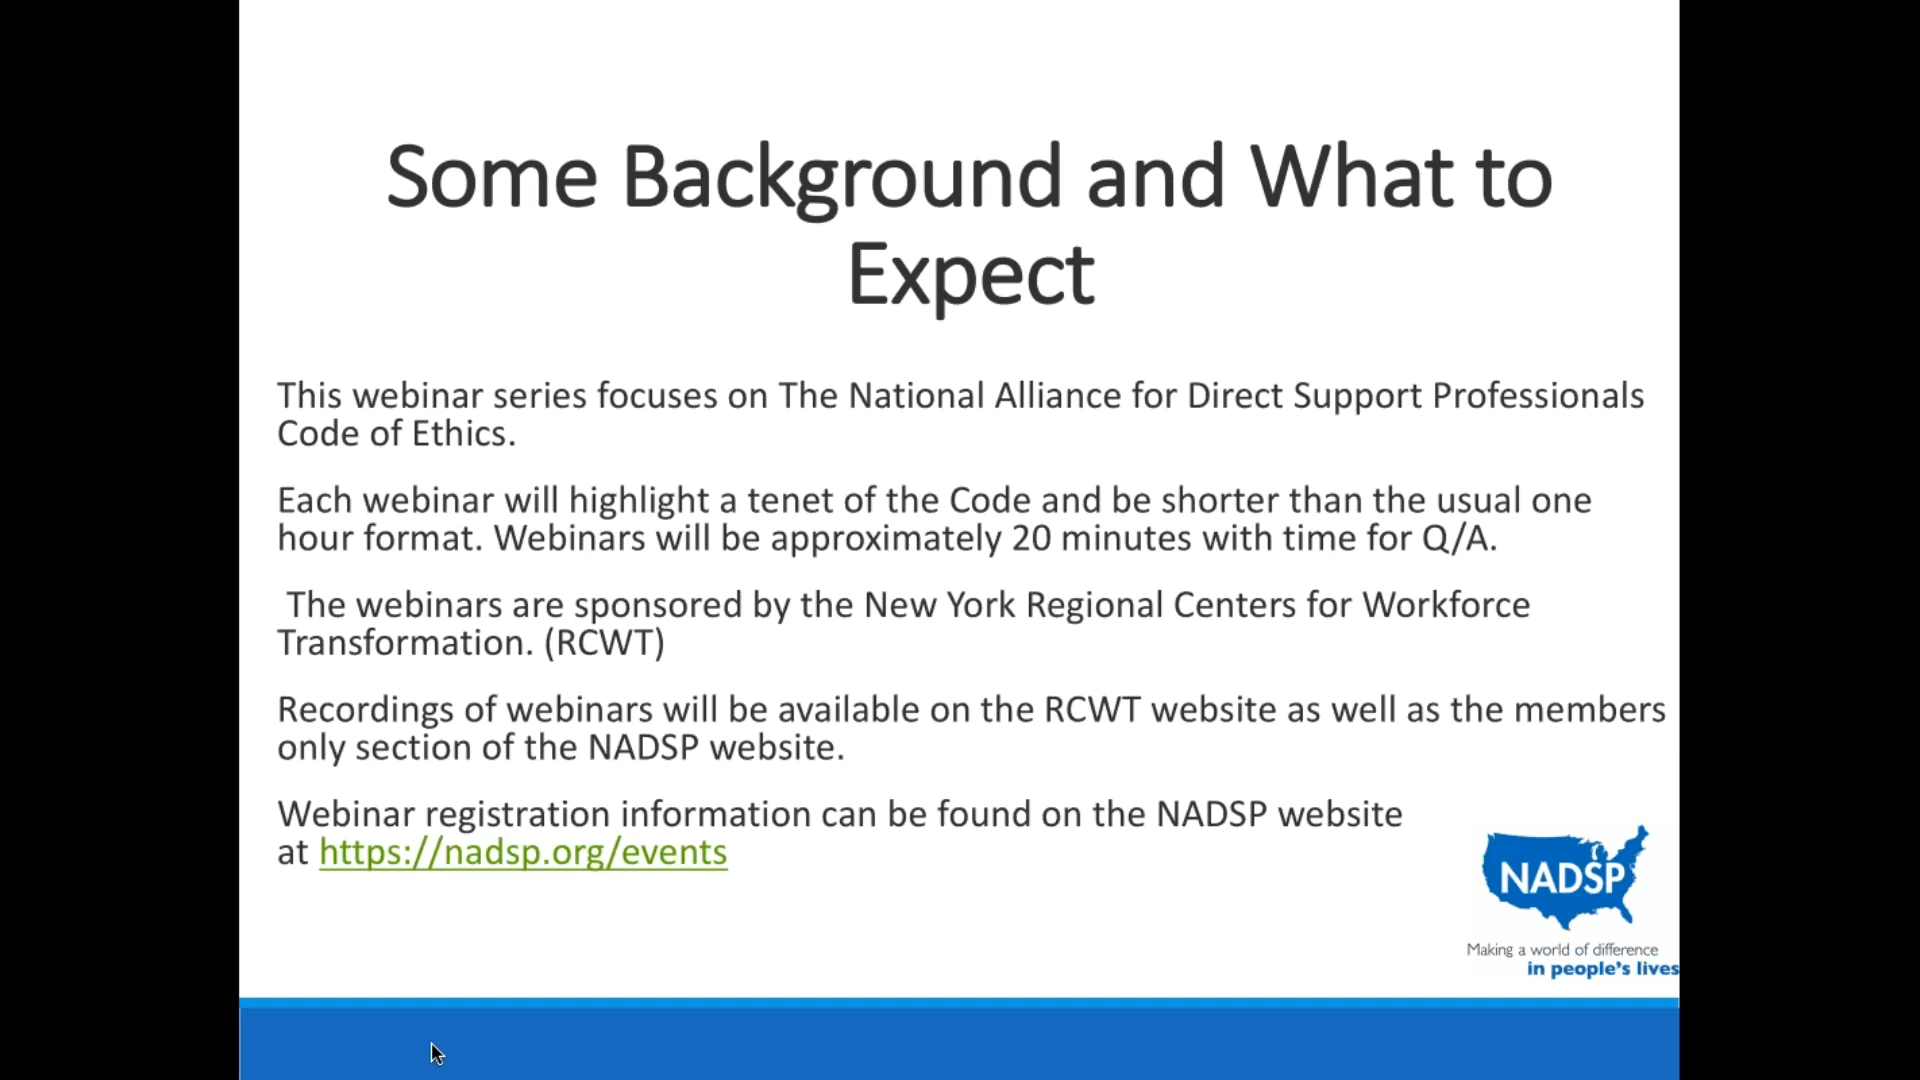 Some Background and What to
Expect
This webinar series focuses on The National Alliance for Direct Support Professionals
Code of Ethics.
Each webinar will highlight a tenet of the Code and be shorter than the usual one
hour format. Webinars will be approximately 20 minutes with time for Q/A.
The webinars are sponsored by the New York Regional Centers for Workforce
Transformation. (RCWT)
Recordings of webinars will be available on the RCWT website as well as the members
only section of the NADSP website.
Webinar registration information can be found on the NADSP website
at https://nadsp.org/events
NADSP
Making a world of difference
in people's lives